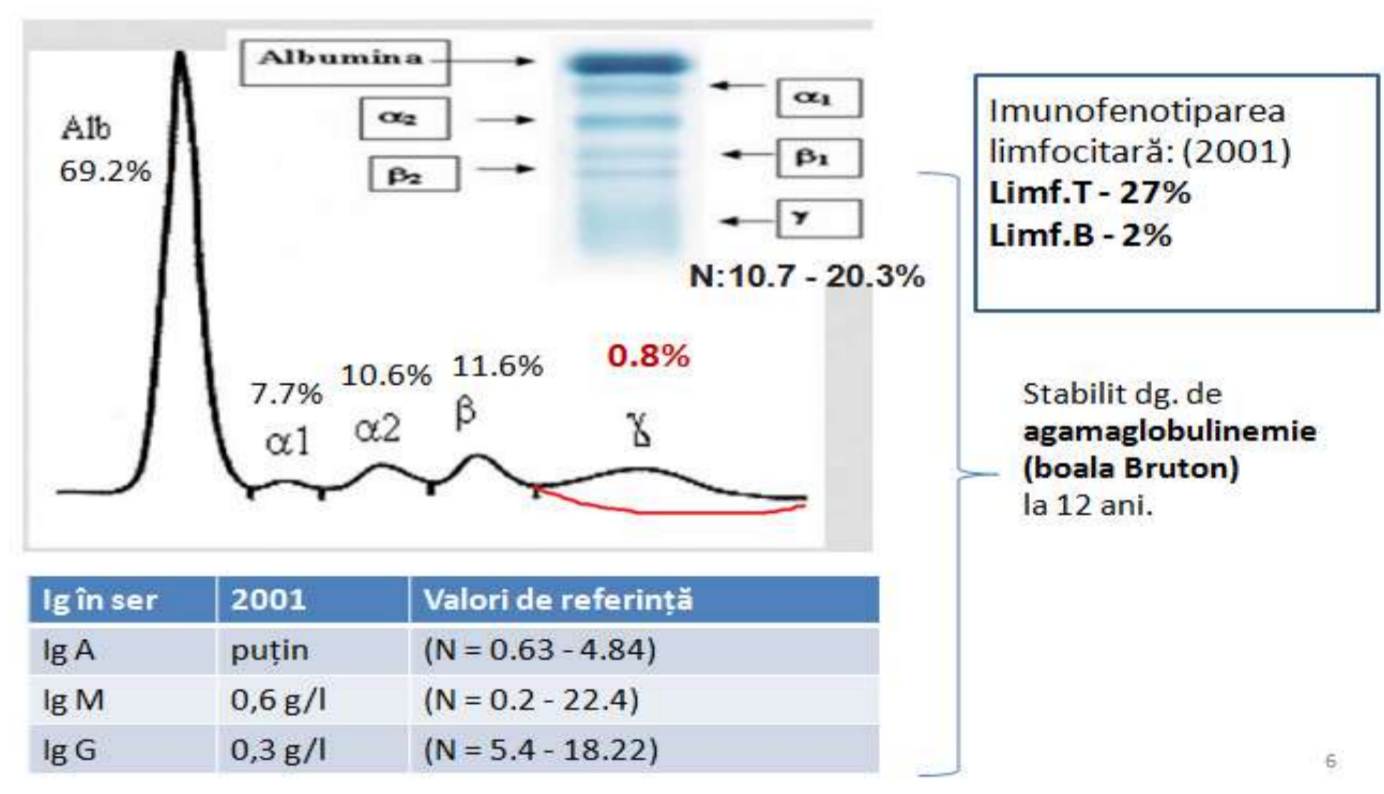 Albumina
α₁
α₂
β₁
β₂
γ
N:10.7 - 20.3%
Alb
69.2%
7.7%
α1
10.6%
α2
11.6%
β
0.8%
γ
Imunofenotiparea
limfocitară: (2001)
Limf.T - 27%
Limf.B - 2%
Stabilit dg. de
agamaglobulinemie
(boala Bruton)
la 12 ani.
Ig în ser 2001 Valori de referință
Ig A puțin (N = 0.63 - 4.84)
Ig M 0,6 g/l (N = 0.2 - 22.4)
Ig G 0,3 g/l (N = 5.4 - 18.22)
6